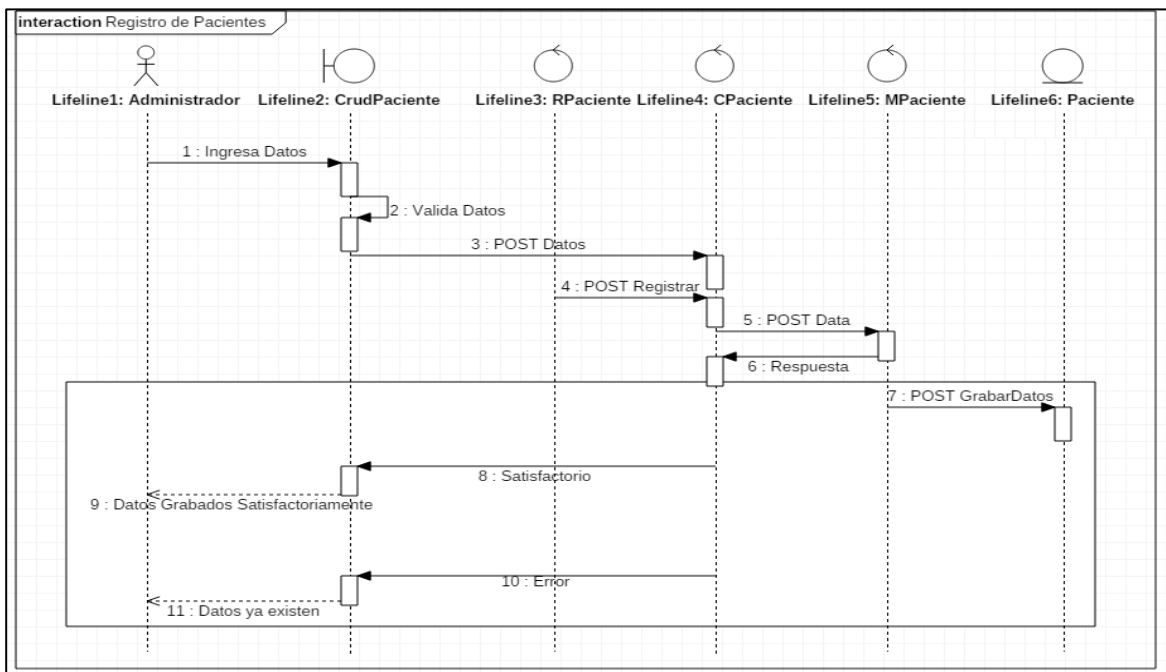 interaction Registro de Pacientes
Lifeline1: Administrador
Lifeline2: CrudPaciente
Lifeline3: RPaciente
Lifeline4: CPaciente
Lifeline5: MPaciente
Lifeline6: Paciente
1 : Ingresa Datos
2 : Valida Datos
3 : POST Datos
4 : POST Registrar
5 : POST Data
6 : Respuesta
7 : POST GrabarDatos
8 : Satisfactorio
9 : Datos Grabados Satisfactoriamente
10 : Error
11 : Datos ya existen